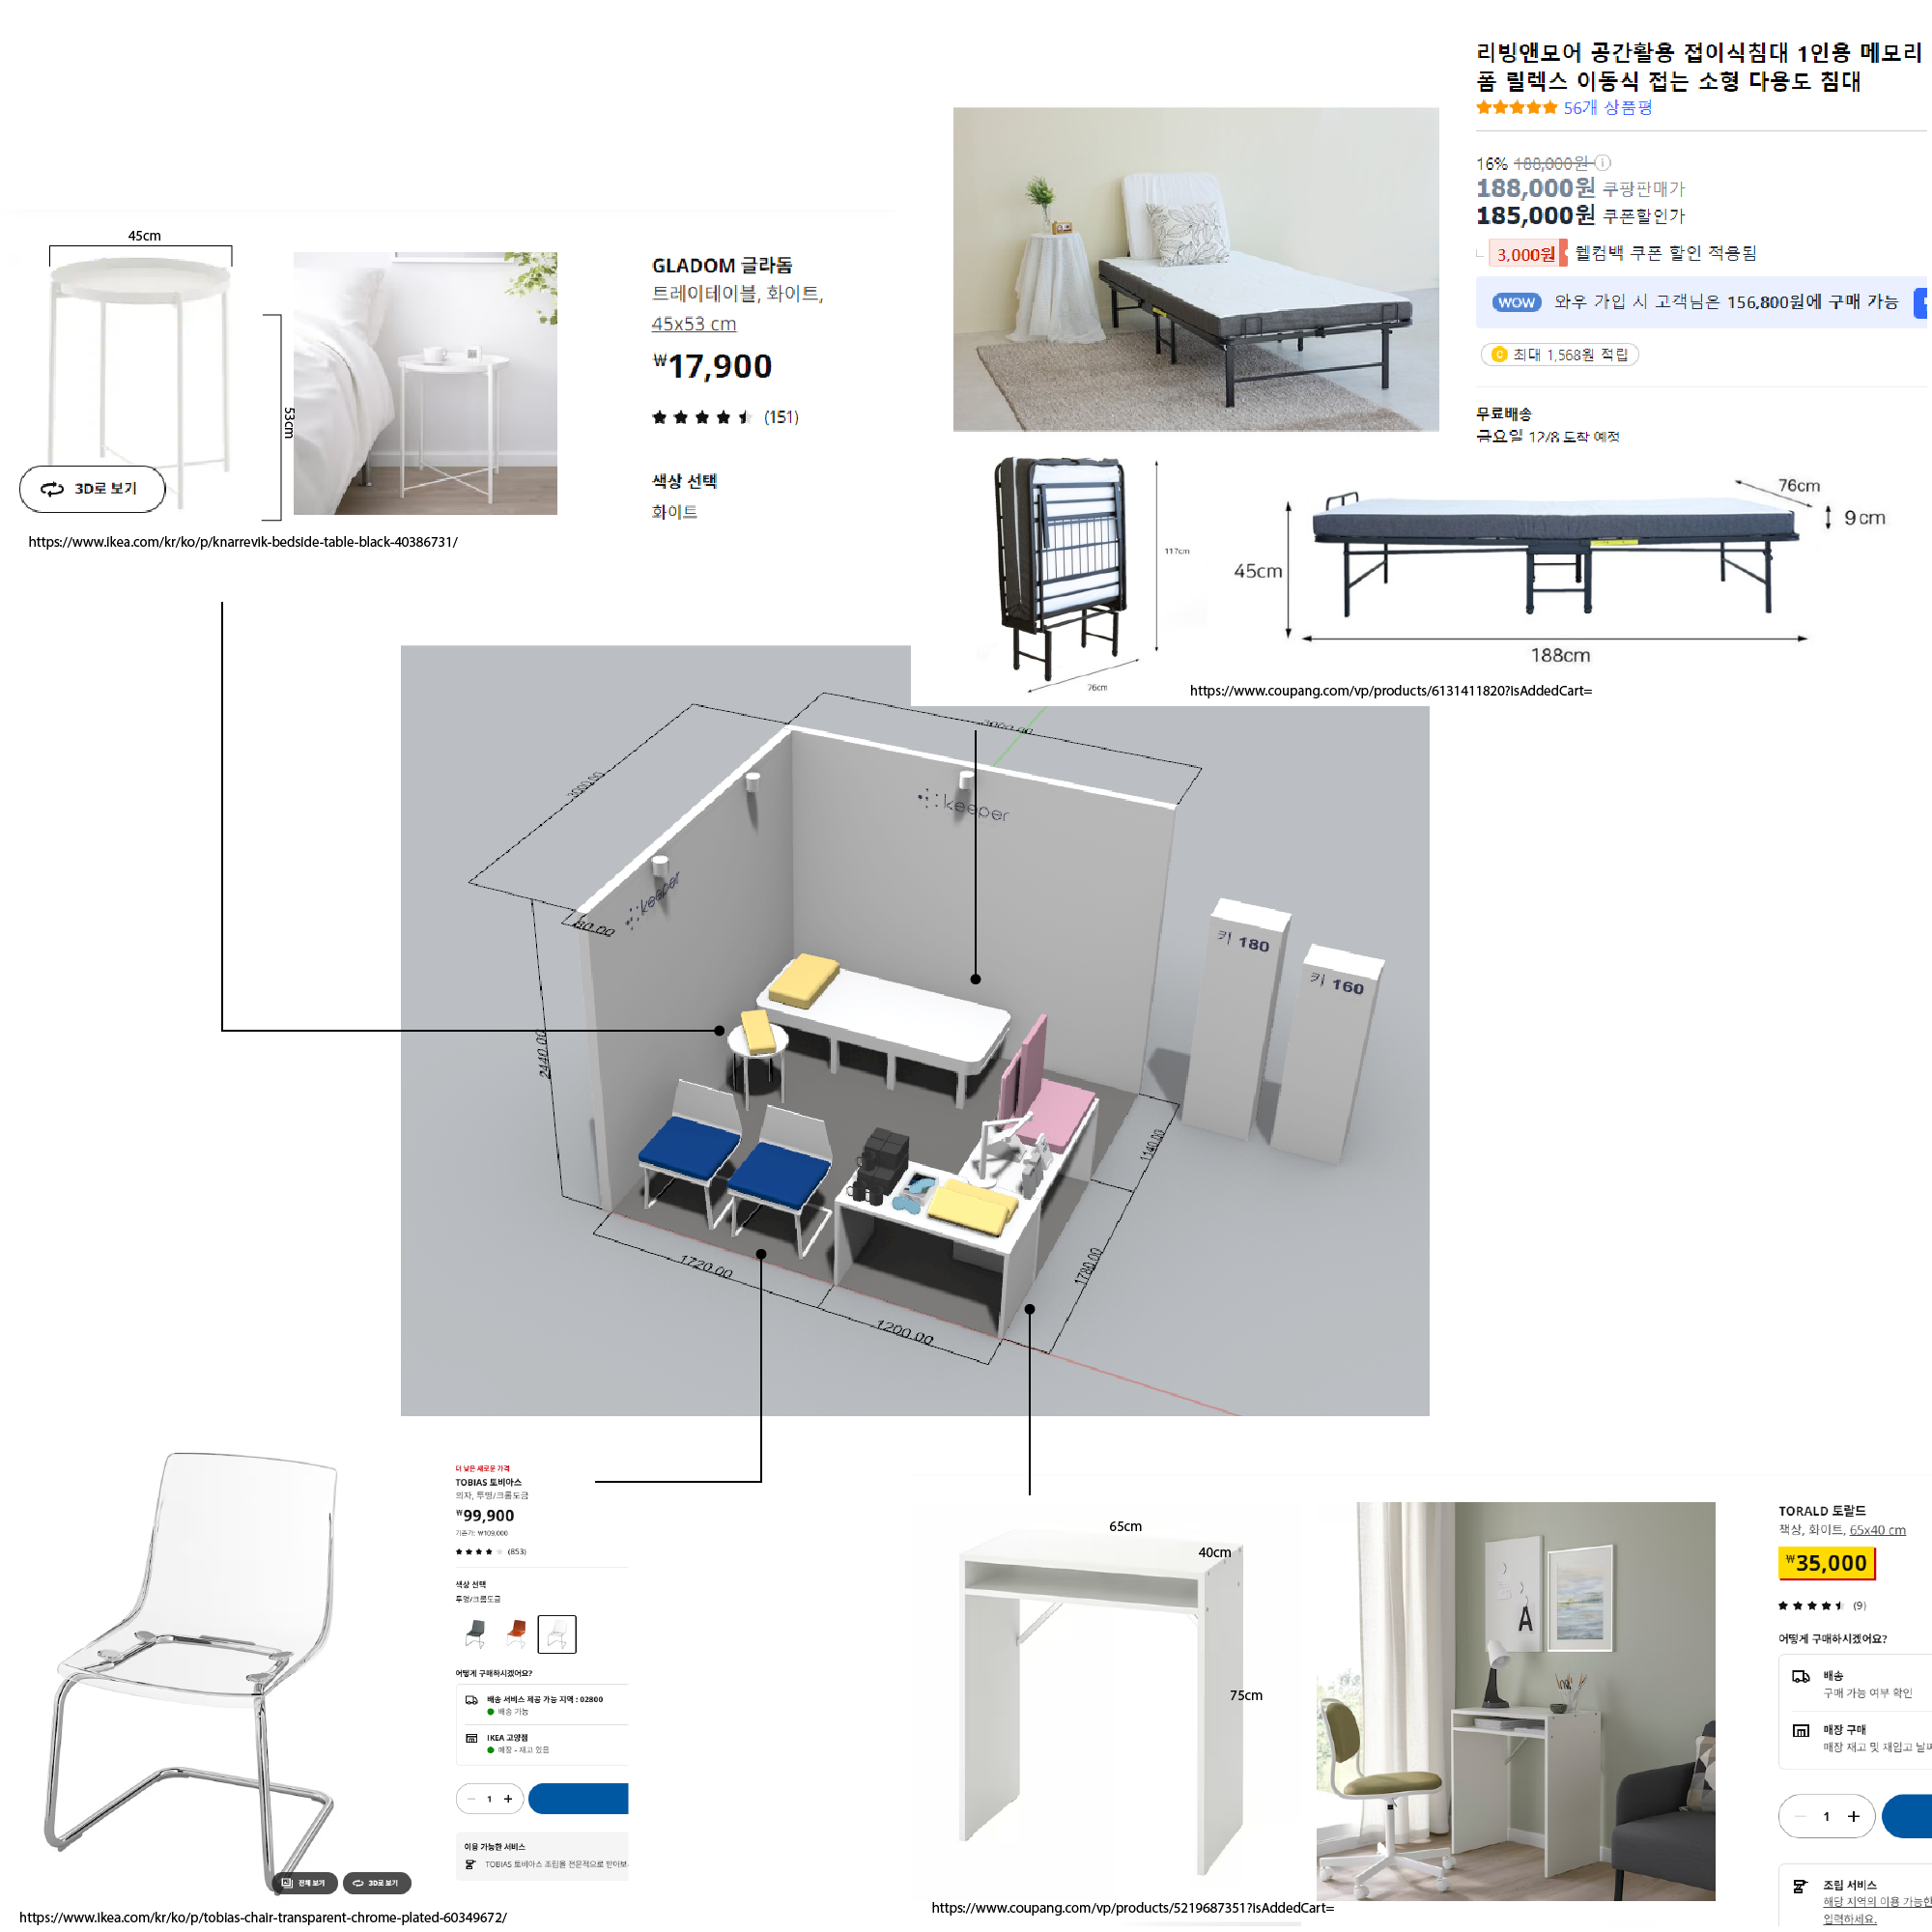 리빙앤모어 공간활용 접이식침대 1인용 메모리
폼 릴렉스 이동식 접는 소형 다용도 침대
56개 상품평
16% 188,000원
188,000원 쿠팡판매가
185,000원 쿠폰할인가
3,000원 웰컴백 쿠폰 할인 적용됨
WOW 와우 가입 시 고객님은 156,800원에 구매 가능
최대 1,568원 적립
무료배송
금요일 12/8 도착 예정
45cm
53cm
3D로 보기
GLADOM 글라돔
트레이테이블, 화이트,
45x53 cm
₩17,900
(151)
색상 선택
화이트
https://www.ikea.com/kr/ko/p/knarrevik-bedside-table-black-40386731/
117cm
76cm
76cm
9cm
45cm
188cm
https://www.coupang.com/vp/products/6131411820?isAddedCart=
3000.00
3000.00
keeper
keeper
80.00
2440.00
키 180
키 160
1140.00
1780.00
1720.00
1200.00
더 낮은 새로운 가격
TOBIAS 토비아스
의자, 투명/크롬도금
₩99,900
기존가: ₩109,000
(853)
색상 선택
투명/크롬도금
어떻게 구매하시겠어요?
배송 서비스 제공 가능 지역 : 02800
배송 가능
IKEA 고양점
매장 - 재고 있음
1
이용 가능한 서비스
TOBIAS 토비아스 조립을 전문적으로 받아보
전체 보기
3D로 보기
https://www.ikea.com/kr/ko/p/tobias-chair-transparent-chrome-plated-60349672/
65cm
40cm
75cm
A
https://www.coupang.com/vp/products/5219687351?isAddedCart=
TORALD 토랄드
책상, 화이트, 65x40 cm
₩35,000
(9)
어떻게 구매하시겠어요?
배송
구매 가능 여부 확인
매장 구매
매장 재고 및 재입고 날짜
1
조립 서비스
해당 지역의 이용 가능한
입력하세요.